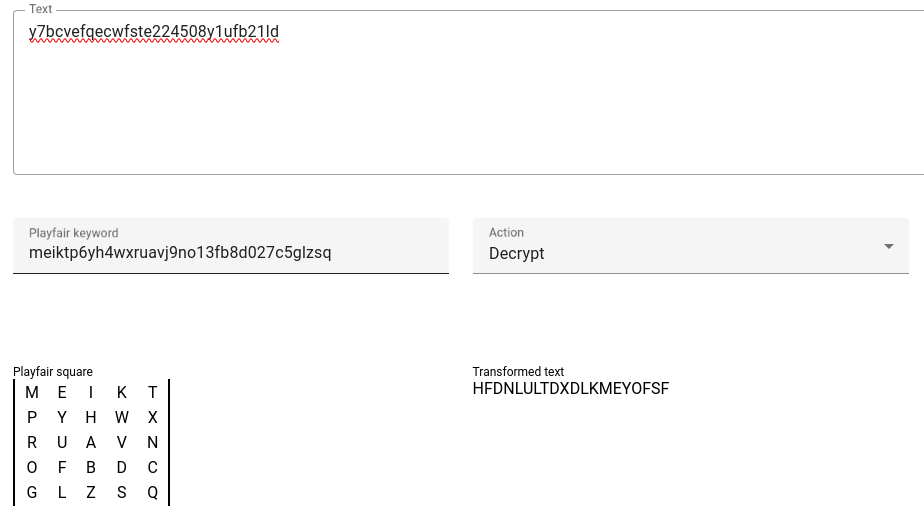 Text
y7bcvefqecwfste224508y1ufb21ld
Playfair keyword
meiktp6yh4wxruavj9no13fb8d027c5glzsq
Action
Decrypt
Playfair square
M E I K T
P Y H W X
R U A V N
O F B D C
G L Z S Q
Transformed text
HFDNLULTDXDLKMEYOFSF